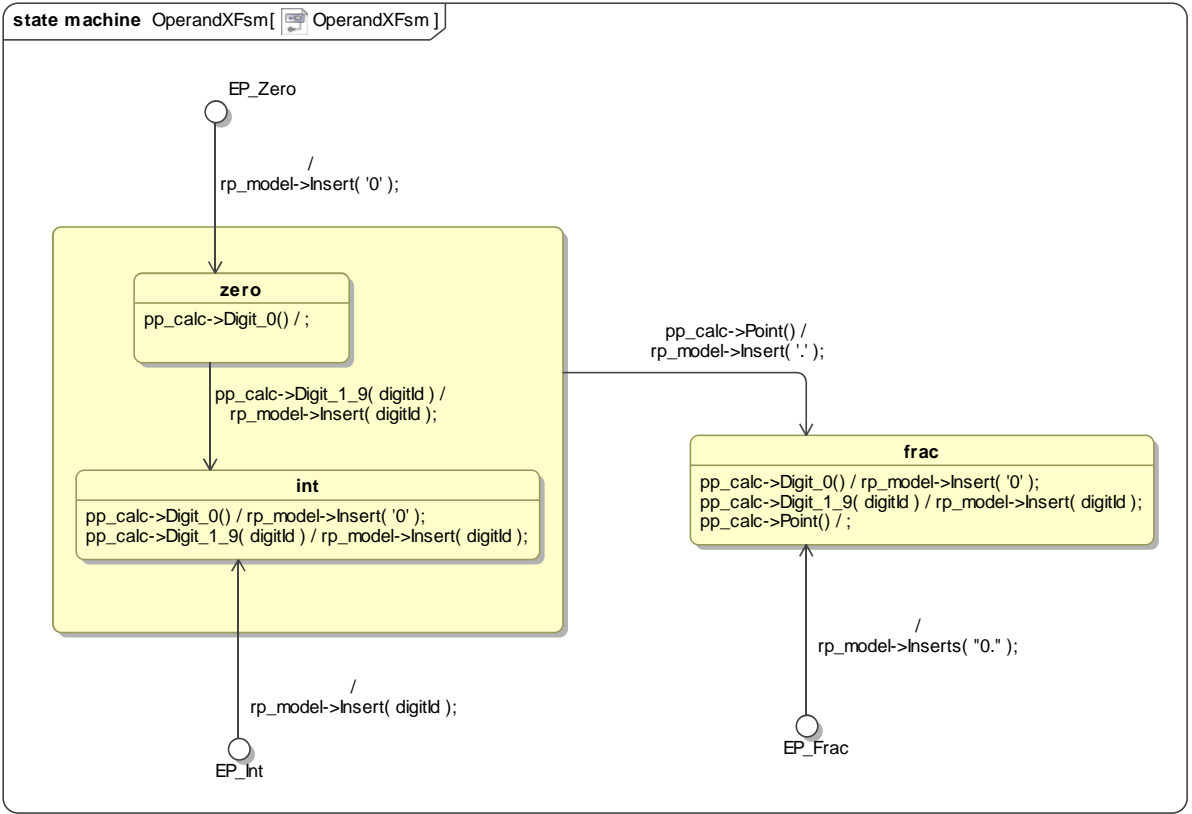 state machine OperandXFsm[ OperandXFsm ]
EP_Zero
/
rp_model->Insert( '0' );
zero
pp_calc->Digit_0() / ;
pp_calc->Digit_1_9( digitId ) /
rp_model->Insert( digitId );
int
pp_calc->Digit_0() / rp_model->Insert( '0' );
pp_calc->Digit_1_9( digitId ) / rp_model->Insert( digitId );
pp_calc->Point() /
rp_model->Insert( '.' );
frac
pp_calc->Digit_0() / rp_model->Insert( '0' );
pp_calc->Digit_1_9( digitId ) / rp_model->Insert( digitId );
pp_calc->Point() / ;
/
rp_model->Insert( digitId );
EP_Int
/
rp_model->Inserts( "0." );
EP_Frac